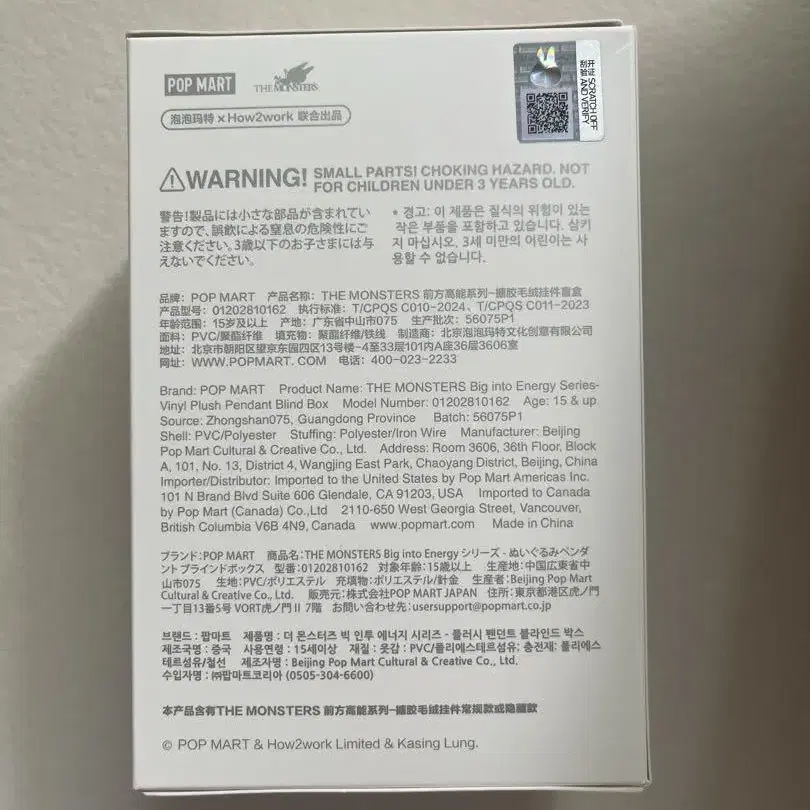 POP MART THE MONSTERS
泡泡玛特 × How2work 联合出品
开证 SCRATCH OFF
刮验 AND VERIFY
WARNING! SMALL PARTS! CHOKING HAZARD. NOT
FOR CHILDREN UNDER 3 YEARS OLD.
警告!製品には小さな部品が含まれてい
ますので、誤飲による窒息の危険性にご
注意ください。3歳以下のお子さまには与
えないでください。
* 경고: 이 제품은 질식의 위험이 있는
작은 부품을 포함하고 있습니다. 삼키
지 마십시오, 3세 미만의 어린이는 사
용할 수 없습니다.
品牌: POP MART 产品名称: THE MONSTERS 前方高能系列-搪胶毛绒挂件盲盒
产品型号: 01202810162 执行标准: T/CPQS C010-2024、T/CPQS C011-2023
年龄范围: 15岁及以上 产地: 广东省中山市075 生产批次: 56075P1
面料: PVC/聚酯纤维 填充物: 聚酯纤维/铁线 制造商: 北京泡泡玛特文化创意有限公司
地址: 北京市朝阳区望京东园四区13号楼-4至33层101内A座36层3606室
网址: WWW.POPMART.COM 电话: 400-023-2233
Brand: POP MART Product Name: THE MONSTERS Big into Energy Series-
Vinyl Plush Pendant Blind Box Model Number: 01202810162 Age: 15 & up
Source: Zhongshan075, Guangdong Province Batch: 56075P1
Shell: PVC/Polyester Stuffing: Polyester/Iron Wire Manufacturer: Beijing
Pop Mart Cultural & Creative Co., Ltd. Address: Room 3606, 36th Floor, Block
A, 101, No. 13, District 4, Wangjing East Park, Chaoyang District, Beijing, China
Importer/Distributor: Imported to the United States by Pop Mart Americas Inc.
101 N Brand Blvd Suite 606 Glendale, CA 91203, USA Imported to Canada
by Pop Mart (Canada) Co.,Ltd 2110-650 West Georgia Street, Vancouver,
British Columbia V6B 4N9, Canada www.popmart.com Made in China
ブランド:POP MART 商品名:THE MONSTERS Big into Energy シリーズ - ぬいぐるみペンダ
ント ブラインドボックス 型番:01202810162 対象年齢:15歳以上 生産地:中国広東省中
山市075 生地:PVC/ポリエステル 充填物:ポリエステル/針金 生産者:Beijing Pop Mart
Cultural & Creative Co., Ltd. 販売元:株式会社POP MART JAPAN 住所:東京都港区虎ノ門
一丁目13番5号 VORT虎ノ門Ⅱ 7階 お問い合わせ先:usersupport@popmart.co.jp
브랜드 : 팝마트 제품명 : 더 몬스터즈 빅 인투 에너지 시리즈 - 플러시 펜던트 블라인드 박스
제조국명 : 중국 사용연령 : 15세이상 재질 : 옷감 : PVC/폴리에스테르섬유; 충전재: 폴리에스
테르섬유/철선 제조자명 : Beijing Pop Mart Cultural & Creative Co., Ltd.
수입자명 : ㈜팝마트코리아 (0505-304-6600)
本产品含有THE MONSTERS 前方高能系列-搪胶毛绒挂件常规款或隐藏款
© POP MART & How2work Limited & Kasing Lung.